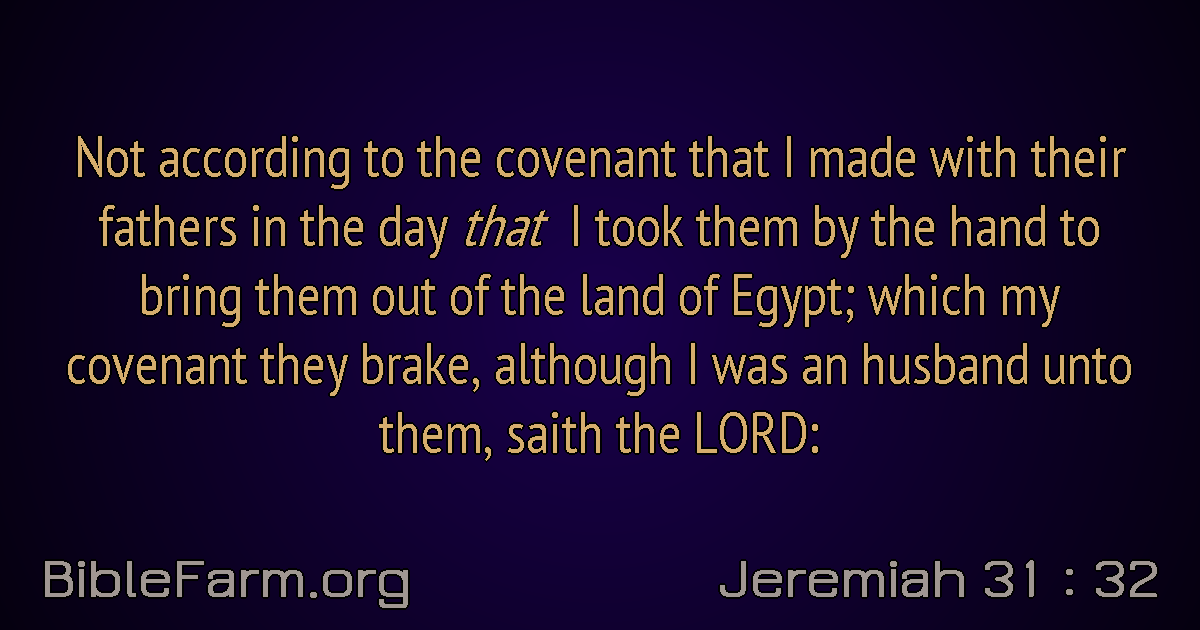 Not according to the covenant that I made with their
fathers in the day that I took them by the hand to
bring them out of the land of Egypt; which my
covenant they brake, although I was an husband unto
them, saith the LORD:
BibleFarm.org
Jeremiah 31 : 32